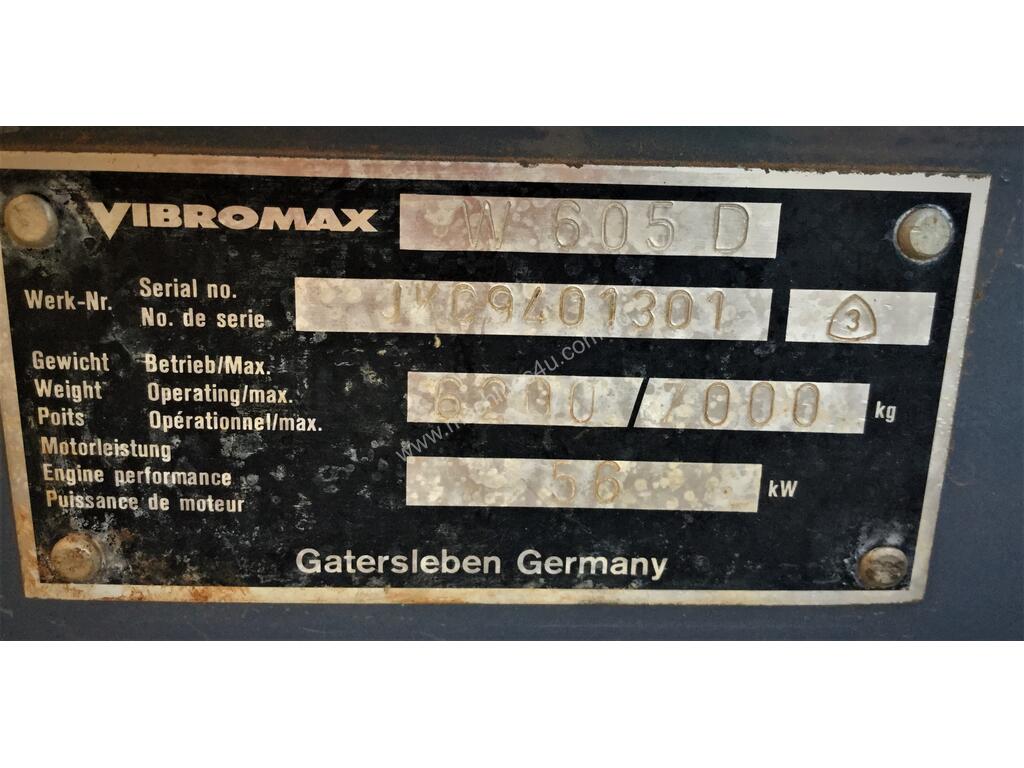 VIBROMAX W 605 D
Werk-Nr. Serial no. No. de serie JKC9401301 3
Gewicht Betrieb/Max.
Weight Operating/max. / 7000 kg
Poits Opérationnel/max.
Motorleistung
Engine performance 56 kW
Puissance de moteur
Gatersleben Germany